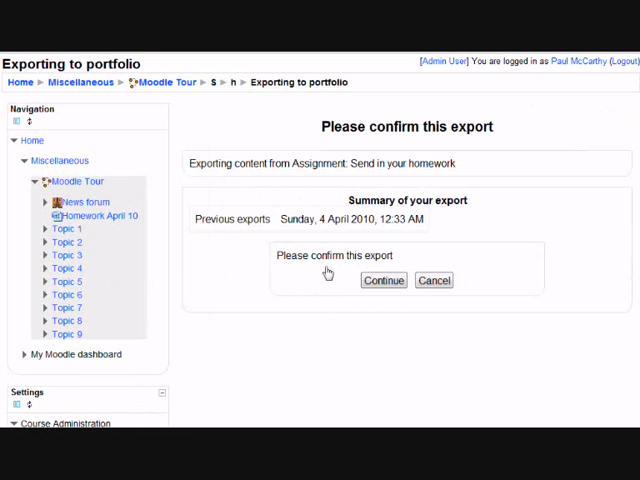 Exporting to portfolio
[Admin User] You are logged in as Paul McCarthy (Logout)
Home Miscellaneous Moodle Tour S h Exporting to portfolio
Navigation
Home
Miscellaneous
Moodle Tour
News forum
Homework April 10
Topic 1
Topic 2
Topic 3
Topic 4
Topic 5
Topic 6
Topic 7
Topic 8
Topic 9
My Moodle dashboard
Settings
Course Administration
Please confirm this export
Exporting content from Assignment: Send in your homework
Summary of your export
Previous exports Sunday, 4 April 2010, 12:33 AM
Please confirm this export
Continue Cancel